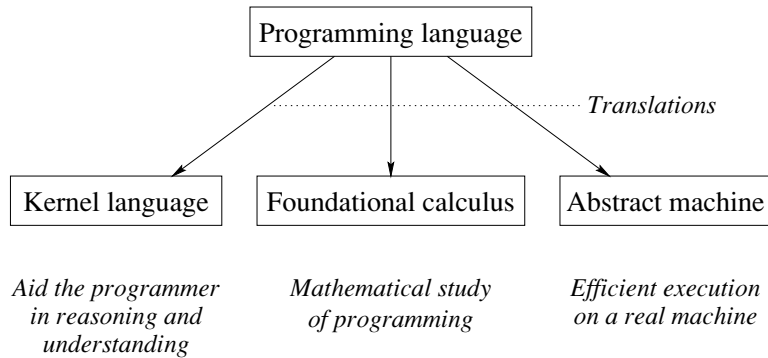 Programming language
Translations
Kernel language
Foundational calculus
Abstract machine
Aid the programmer
in reasoning and
understanding
Mathematical study
of programming
Efficient execution
on a real machine